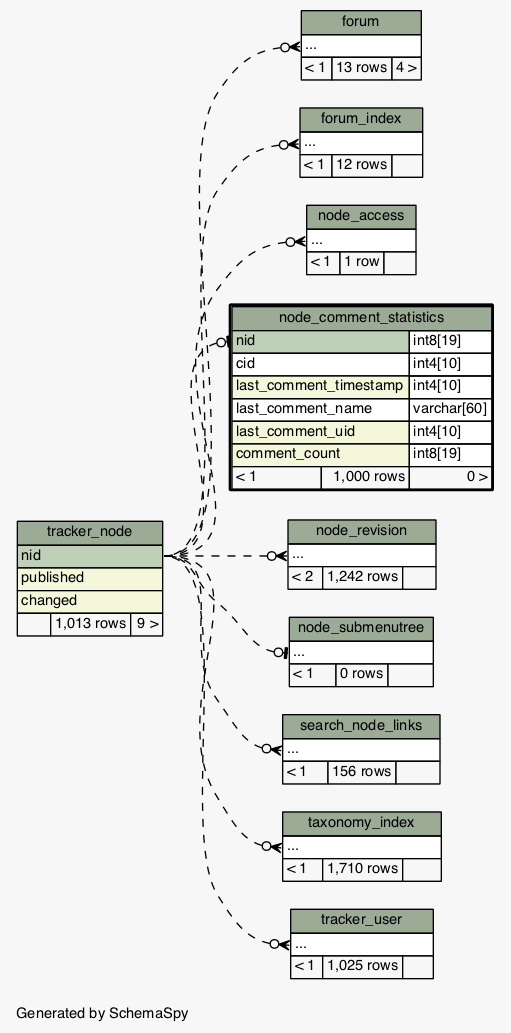 forum
...
< 1 13 rows 4 >
forum_index
...
< 1 12 rows
node_access
...
< 1 1 row
node_comment_statistics
nid int8[19]
cid int4[10]
last_comment_timestamp int4[10]
last_comment_name varchar[60]
last_comment_uid int4[10]
comment_count int8[19]
< 1 1,000 rows 0 >
tracker_node
nid
published
changed
1,013 rows 9 >
node_revision
...
< 2 1,242 rows
node_submenutree
...
< 1 0 rows
search_node_links
...
< 1 156 rows
taxonomy_index
...
< 1 1,710 rows
tracker_user
...
< 1 1,025 rows
Generated by SchemaSpy